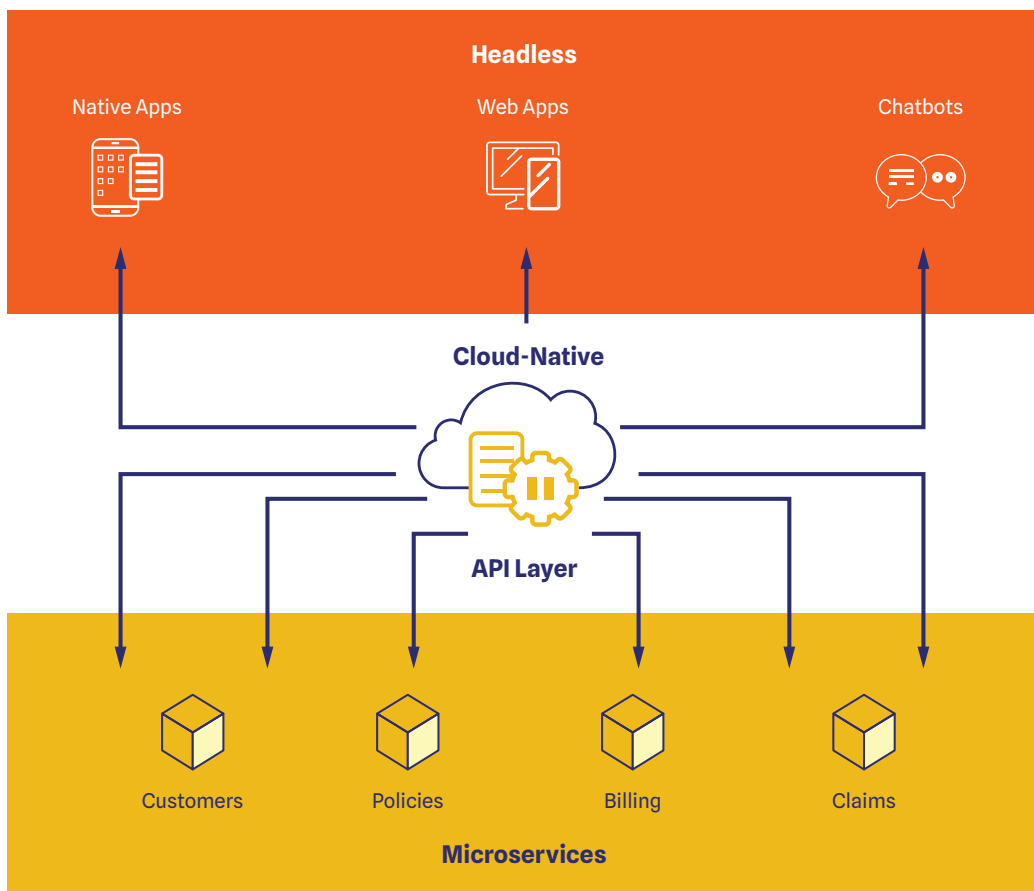 Headless
Native Apps
Web Apps
Chatbots
Cloud-Native
API Layer
Customers
Policies
Billing
Claims
Microservices